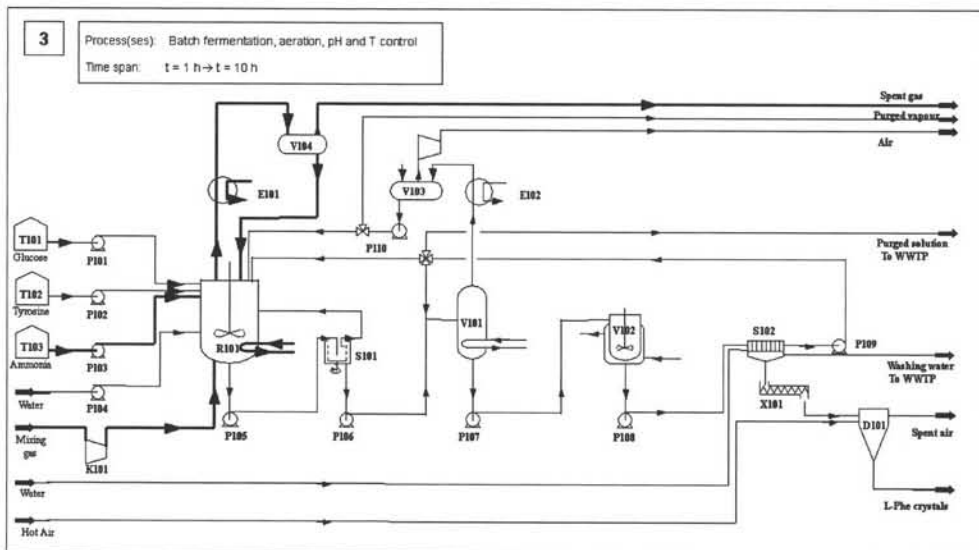 3
Process(ses): Batch fermentation, aeration, pH and T control
Time span: t = 1 h → t = 10 h
Spent gas
Purged vapour
Air
V104
E101
V103
E102
T101
Glucose
P101
P110
Purged solution
To WWTP
T102
Tyrosine
P102
T103
Ammonia
P103
R101
S101
V101
V102
S102
P109
Washing water
To WWTP
Water
P104
P105
P106
P107
P108
X101
Mixing
gas
K101
D101
Spent air
Water
L-Phe crystals
Hot Air